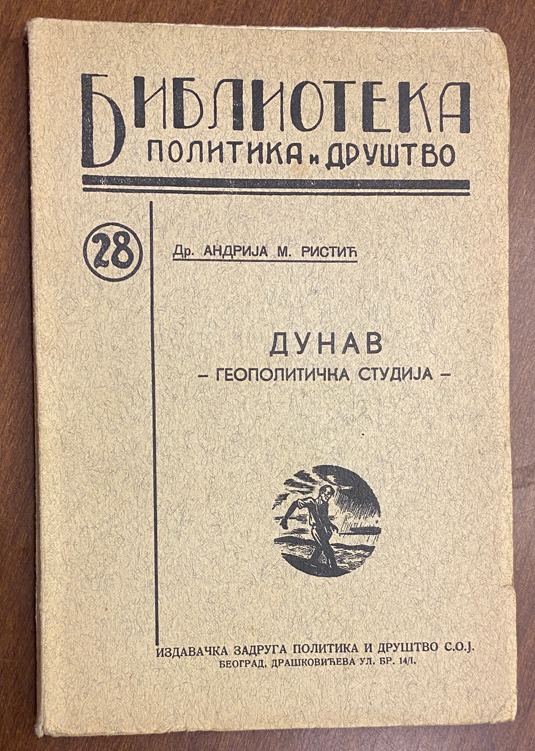 БИБЛИОТЕКА
ПОЛИТИКА и ДРУШТВО
28
Др. АНДРИЈА М. РИСТИЋ
ДУНАВ
– ГЕОПОЛИТИЧКА СТУДИЈА –
ИЗДАВАЧКА ЗАДРУГА ПОЛИТИКА И ДРУШТВО С.О.Ј.
БЕОГРАД, ДРАШКОВИЋЕВА УЛ. БР. 14/I.